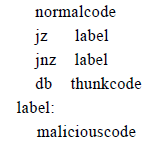 normalcode
jz label
jnz label
db thunkcode
label:
maliciouscode